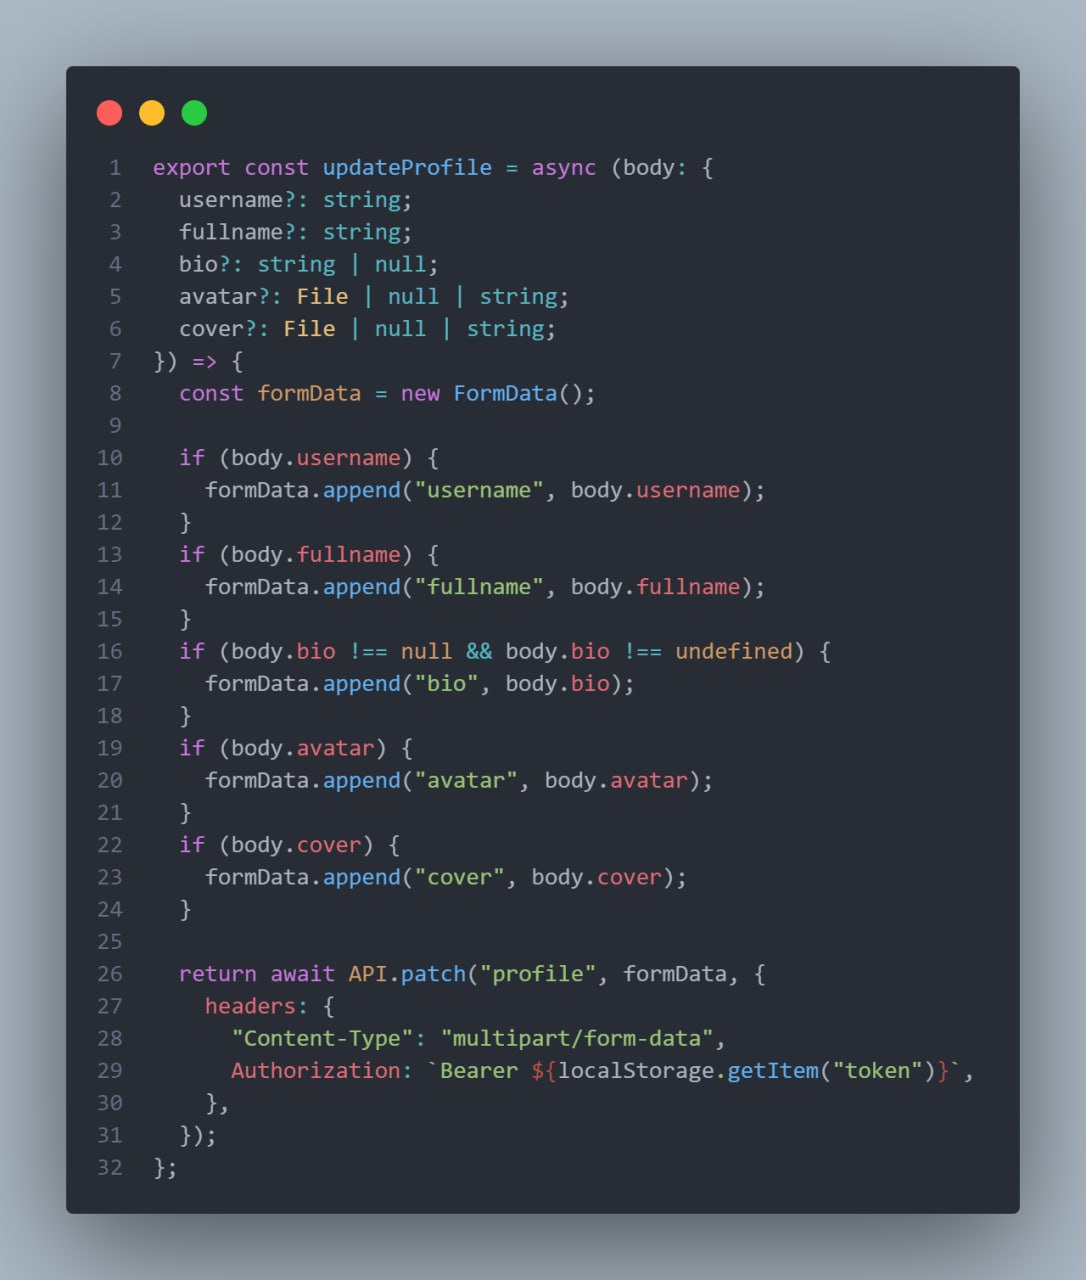 1 export const updateProfile = async (body: {
2   username?: string;
3   fullname?: string;
4   bio?: string | null;
5   avatar?: File | null | string;
6   cover?: File | null | string;
7 }) => {
8   const formData = new FormData();
9
10   if (body.username) {
11     formData.append("username", body.username);
12   }
13   if (body.fullname) {
14     formData.append("fullname", body.fullname);
15   }
16   if (body.bio !== null && body.bio !== undefined) {
17     formData.append("bio", body.bio);
18   }
19   if (body.avatar) {
20     formData.append("avatar", body.avatar);
21   }
22   if (body.cover) {
23     formData.append("cover", body.cover);
24   }
25
26   return await API.patch("profile", formData, {
27     headers: {
28       "Content-Type": "multipart/form-data",
29       Authorization: `Bearer ${localStorage.getItem("token")}`,
30     },
31   });
32 };